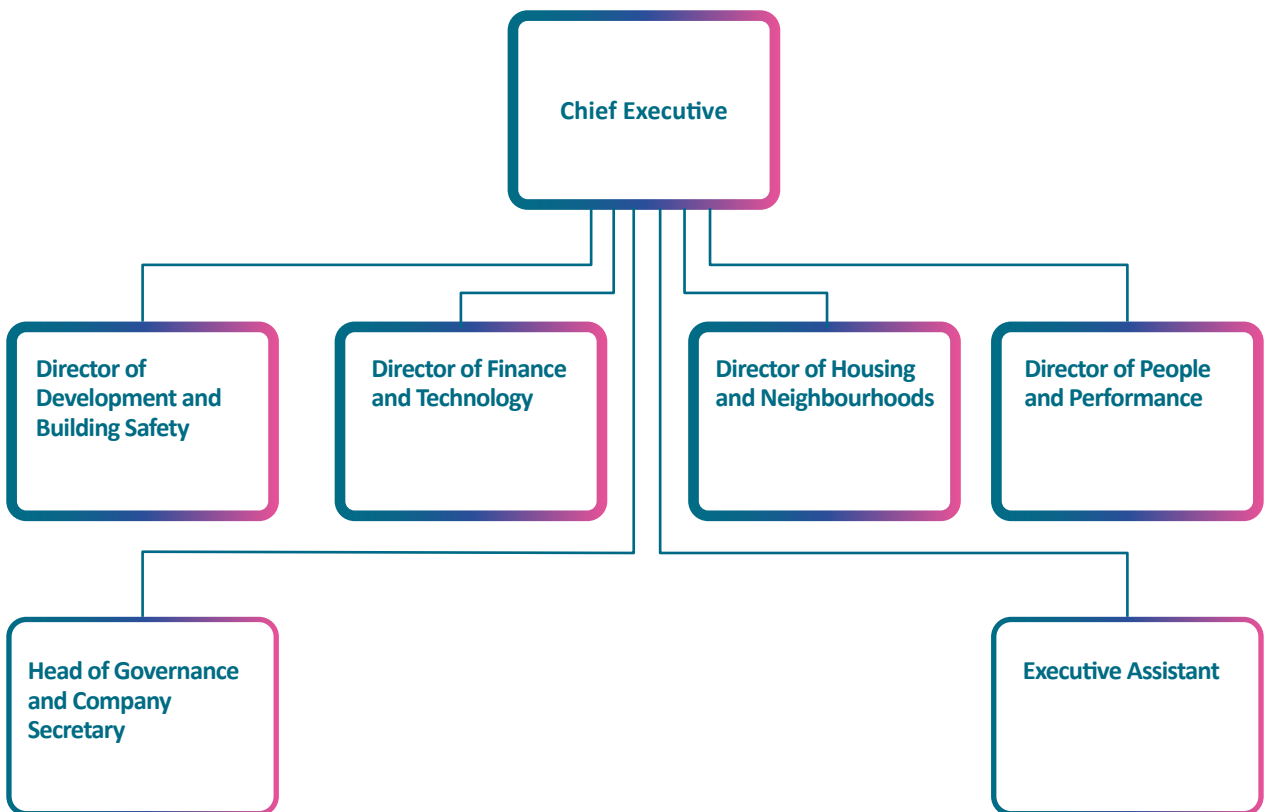 Chief Executive
Director of
Development and
Building Safety
Director of Finance
and Technology
Director of Housing
and Neighbourhoods
Director of People
and Performance
Head of Governance
and Company
Secretary
Executive Assistant